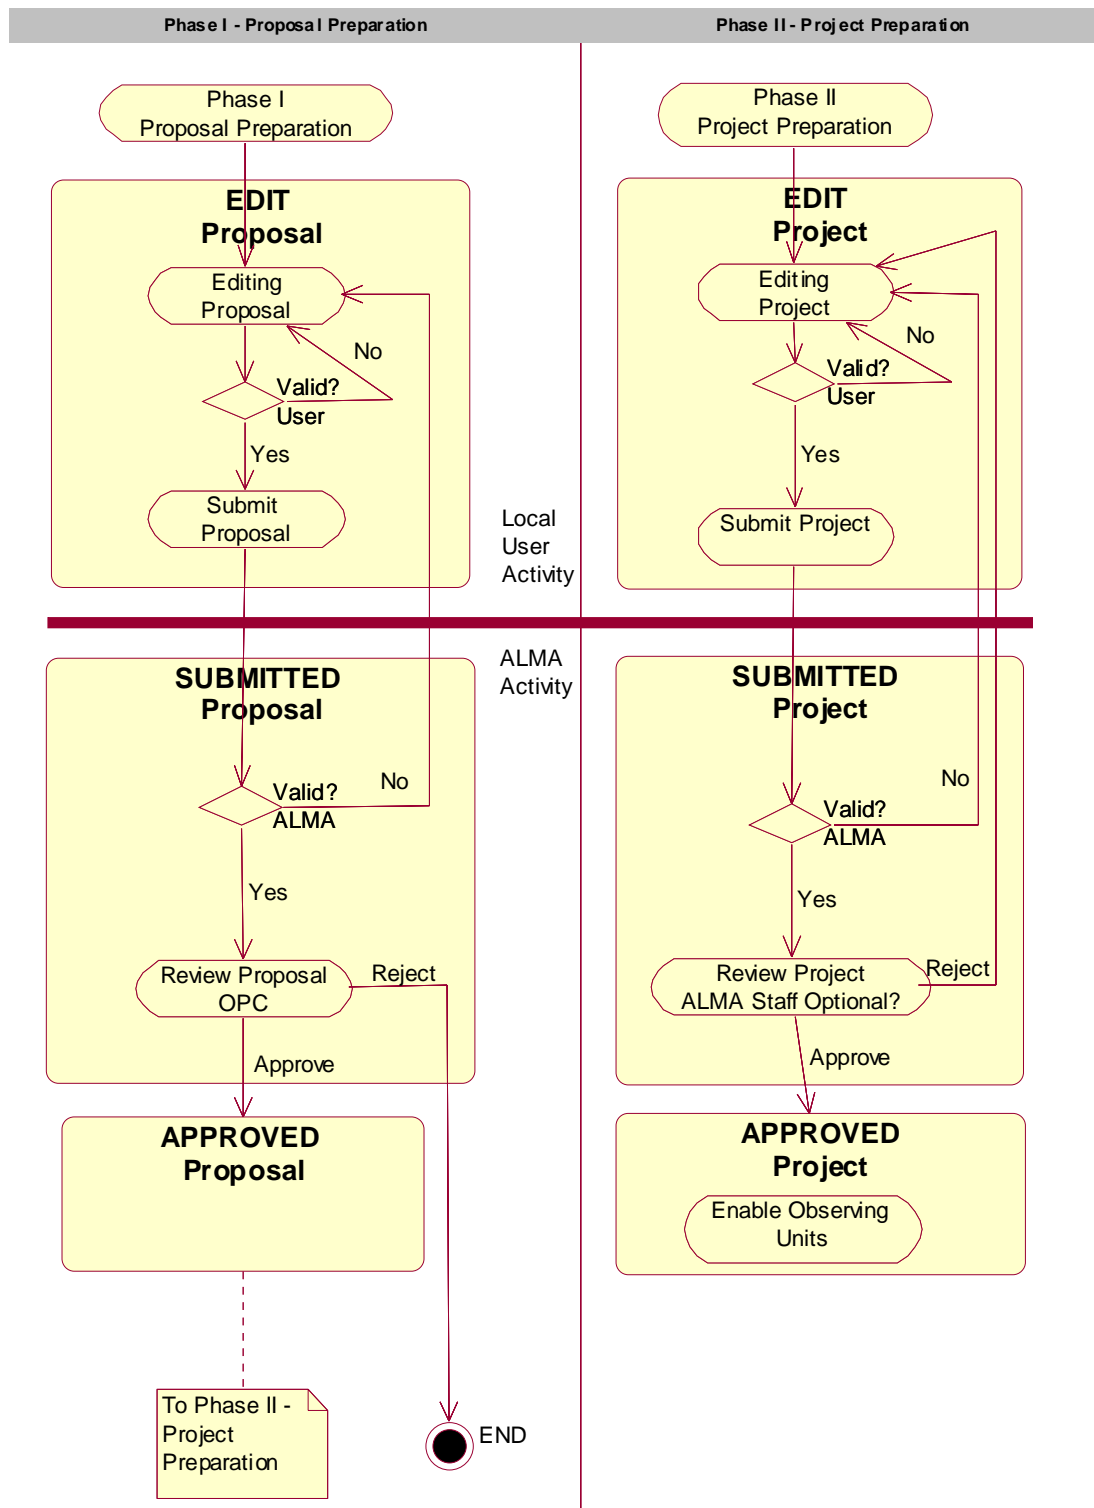 Phase I - Proposal Preparation
Phase II - Project Preparation
Phase I
Proposal Preparation
EDIT
Proposal
Editing
Proposal
No
Valid?
User
Yes
Submit
Proposal
Local
User
Activity
ALMA
Activity
SUBMITTED
Proposal
No
Valid?
ALMA
Yes
Review Proposal
OPC
Reject
Approve
APPROVED
Proposal
To Phase II -
Project
Preparation
END
Phase II
Project Preparation
EDIT
Project
Editing
Project
No
Valid?
User
Yes
Submit Project
SUBMITTED
Project
No
Valid?
ALMA
Yes
Review Project
ALMA Staff Optional?
Reject
Approve
APPROVED
Project
Enable Observing
Units